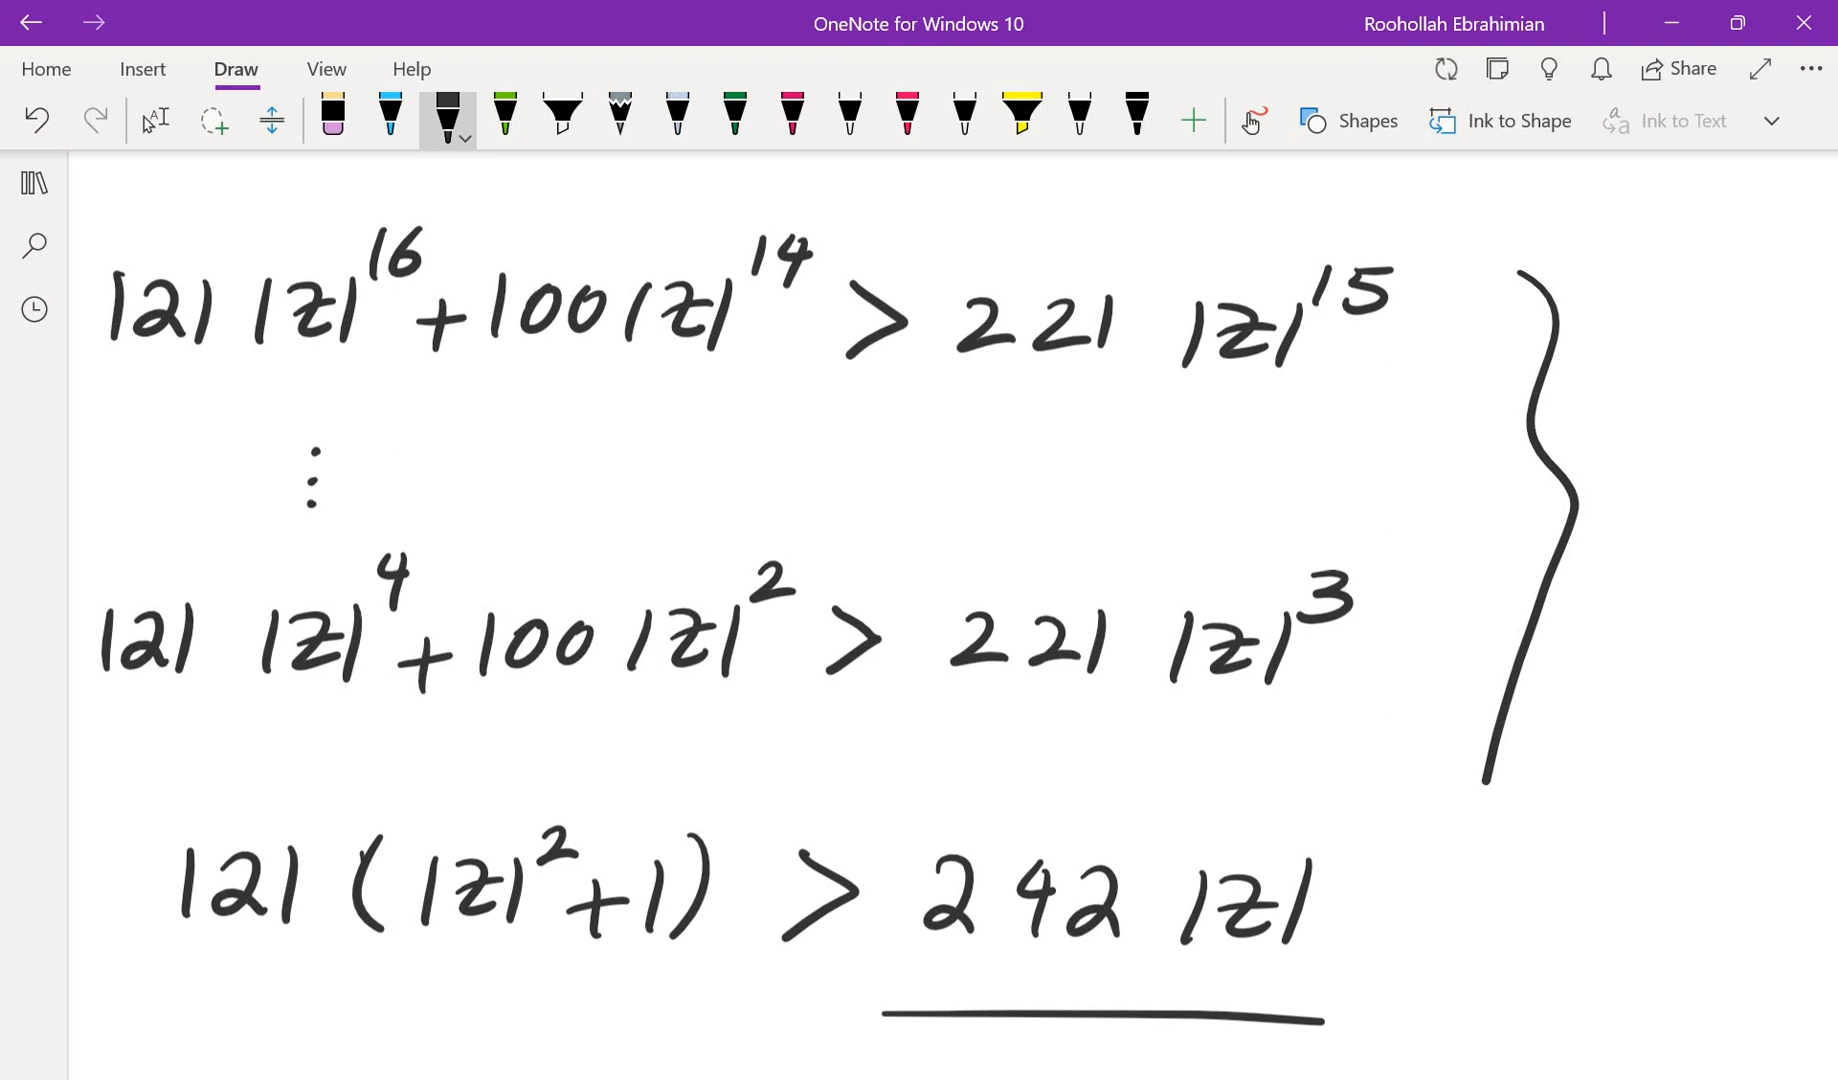 OneNote for Windows 10 Roohollah Ebrahimian
Home Insert Draw View Help Share
Shapes Ink to Shape Ink to Text
121 |z|^16 + 100 |z|^14 > 221 |z|^15
⋮
121 |z|^4 + 100 |z|^2 > 221 |z|^3
121 (|z|^2 + 1) > 242 |z|